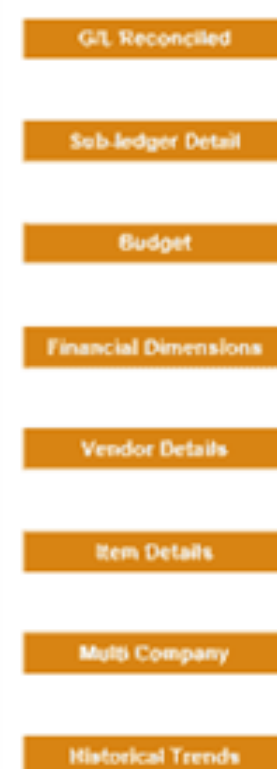 G/L Reconciled
Sub-ledger Detail
Budget
Financial Dimensions
Vendor Details
Item Details
Multi Company
Historical Trends